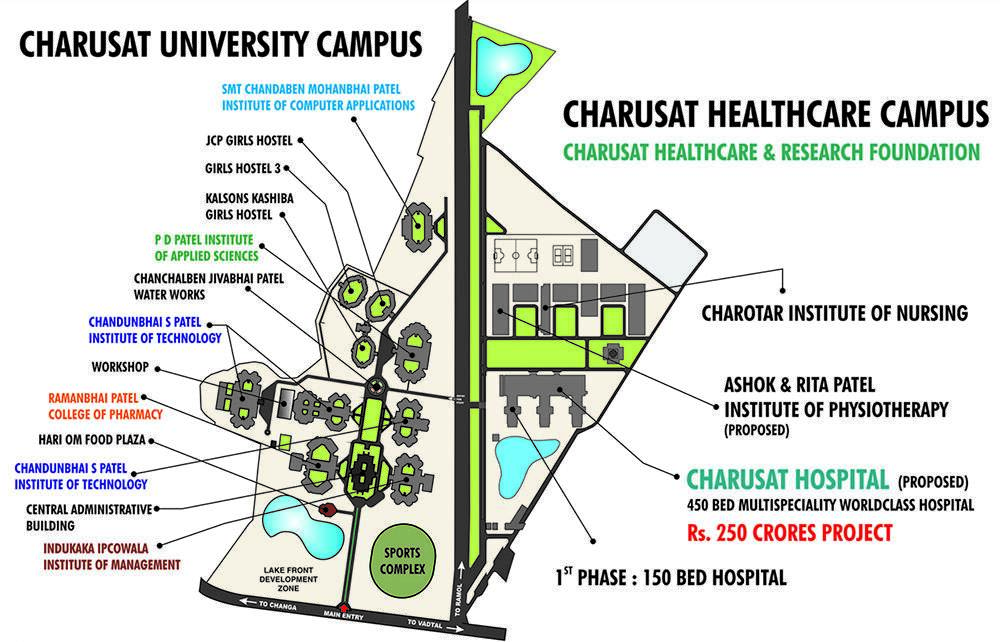 CHARUSAT UNIVERSITY CAMPUS
SMT CHANDABEN MOHANBHAI PATEL
INSTITUTE OF COMPUTER APPLICATIONS
JCP GIRLS HOSTEL
GIRLS HOSTEL 3
KALSONS KASHIBA
GIRLS HOSTEL
P D PATEL INSTITUTE
OF APPLIED SCIENCES
CHANCHALBEN JIVABHAI PATEL
WATER WORKS
CHANDUNBHAI S PATEL
INSTITUTE OF TECHNOLOGY
WORKSHOP
RAMANBHAI PATEL
COLLEGE OF PHARMACY
HARI OM FOOD PLAZA
CHANDUNBHAI S PATEL
INSTITUTE OF TECHNOLOGY
CENTRAL ADMINISTRATIVE
BUILDING
INDUKAKA IPCOWALA
INSTITUTE OF MANAGEMENT
LAKE FRONT
DEVELOPMENT
ZONE
SPORTS
COMPLEX
TO CHANGA
MAIN ENTRY
TO VADTAL
TO RAMOL
CHARUSAT HEALTHCARE CAMPUS
CHARUSAT HEALTHCARE & RESEARCH FOUNDATION
CHAROTAR INSTITUTE OF NURSING
ASHOK & RITA PATEL
INSTITUTE OF PHYSIOTHERAPY
(PROPOSED)
CHARUSAT HOSPITAL (PROPOSED)
450 BED MULTISPECIALITY WORLDCLASS HOSPITAL
Rs. 250 CRORES PROJECT
1ST PHASE : 150 BED HOSPITAL